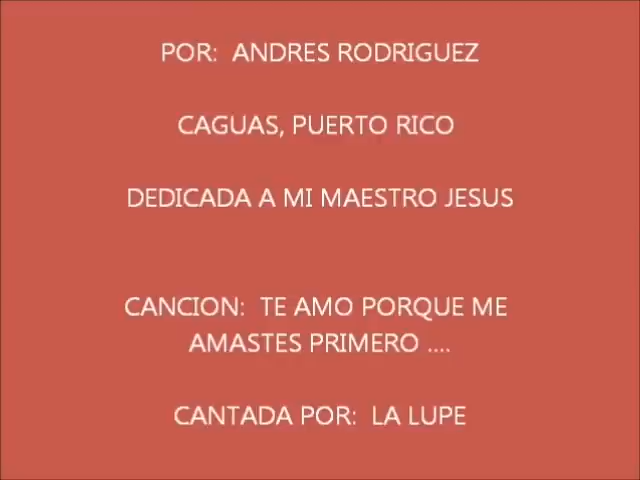 POR:  ANDRES RODRIGUEZ
CAGUAS, PUERTO RICO
DEDICADA A MI MAESTRO JESUS
CANCION:  TE AMO PORQUE ME
AMASTES PRIMERO ....
CANTADA POR:  LA LUPE